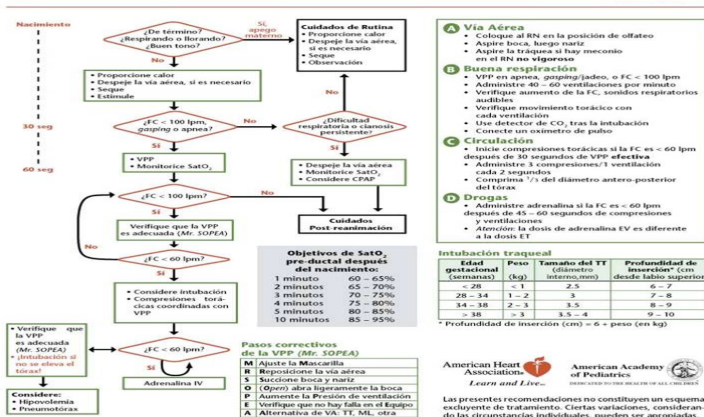 Nacimiento
30 seg
60 seg
¿De término?
¿Respirando o llorando?
¿Buen tono?
Sí,
apego
materno
No
Cuidados de Rutina
• Proporcione calor
• Despeje la vía aérea,
si es necesario
• Seque
• Observación
• Proporcione calor
• Despeje la vía aérea, si es necesario
• Seque
• Estimule
¿FC < 100 lpm,
gasping o apnea?
No
No
¿Dificultad
respiratoria o cianosis
persistente?
Sí
Sí
• VPP
• Monitorice SatO₂
• Despeje la vía aérea
• Monitorice SatO₂
• Considere CPAP
¿FC < 100 lpm?
No
Sí
Cuidados
Post-reanimación
Verifique que la VPP
es adecuada (Mr. SOPEA)
No
¿FC < 60 lpm?
Sí
• Considere intubación
• Compresiones torá-
cicas coordinadas con
VPP
¿FC < 60 lpm?
Sí
Adrenalina IV
• Verifique que
la VPP
es adecuada
(Mr. SOPEA)
• ¡Intubación si
no se eleva el
tórax!
Considere:
• Hipovolemia
• Pneumotórax
Objetivos de SatO₂
pre-ductal después
del nacimiento:
1 minuto 60 – 65%
2 minutos 65 – 70%
3 minutos 70 – 75%
4 minutos 75 – 80%
5 minutos 80 – 85%
10 minutos 85 – 95%
Pasos correctivos
de la VPP (Mr. SOPEA)
M Ajuste la Mascarilla
R Reposicione la vía aérea
S Succione boca y nariz
O (Open) abra ligeramente la boca
P Aumente la Presión de ventilación
E Verifique que no hay falla en el Equipo
A Alternativa de VA: TT, ML, otra
A Vía Aérea
• Coloque al RN en la posición de olfateo
• Aspire boca, luego nariz
• Aspire la tráquea si hay meconio
en el RN no vigoroso
B Buena respiración
• VPP en apnea, gasping/jadeo, o FC < 100 lpm
• Administre 40 – 60 ventilaciones por minuto
• Verifique aumento de la FC, sonidos respiratorios
audibles
• Verifique movimiento torácico con
cada ventilación
• Use detector de CO₂ tras la intubación
• Conecte un oxímetro de pulso
C Circulación
• Inicie compresiones torácicas si la FC es < 60 lpm
después de 30 segundos de VPP efectiva
• Administre 3 compresiones/1 ventilación
cada 2 segundos
• Comprima ¹/₃ del diámetro antero-posterior
del tórax
D Drogas
• Administre adrenalina si la FC es < 60 lpm
después de 45 – 60 segundos de compresiones
y ventilaciones
• Atención: la dosis de adrenalina EV es diferente
a la dosis ET
Intubación traqueal
Edad gestacional (semanas) Peso (kg) Tamaño del TT (diámetro interno, mm) Profundidad de inserción* (cm desde labio superior)
< 28 < 1 2.5 6 – 7
28 – 34 1 – 2 3 7 – 8
34 – 38 2 – 3 3.5 8 – 9
> 38 > 3 3.5 – 4 9 – 10
* Profundidad de inserción (cm) = 6 + peso (en kg)
American Heart
Association®
Learn and Live®
American Academy
of Pediatrics
DEDICATED TO THE HEALTH OF ALL CHILDREN
Las presentes recomendaciones no constituyen un esquema
excluyente de tratamiento. Ciertas variaciones, consideran-
do las circunstancias individuales, pueden ser apropiadas.